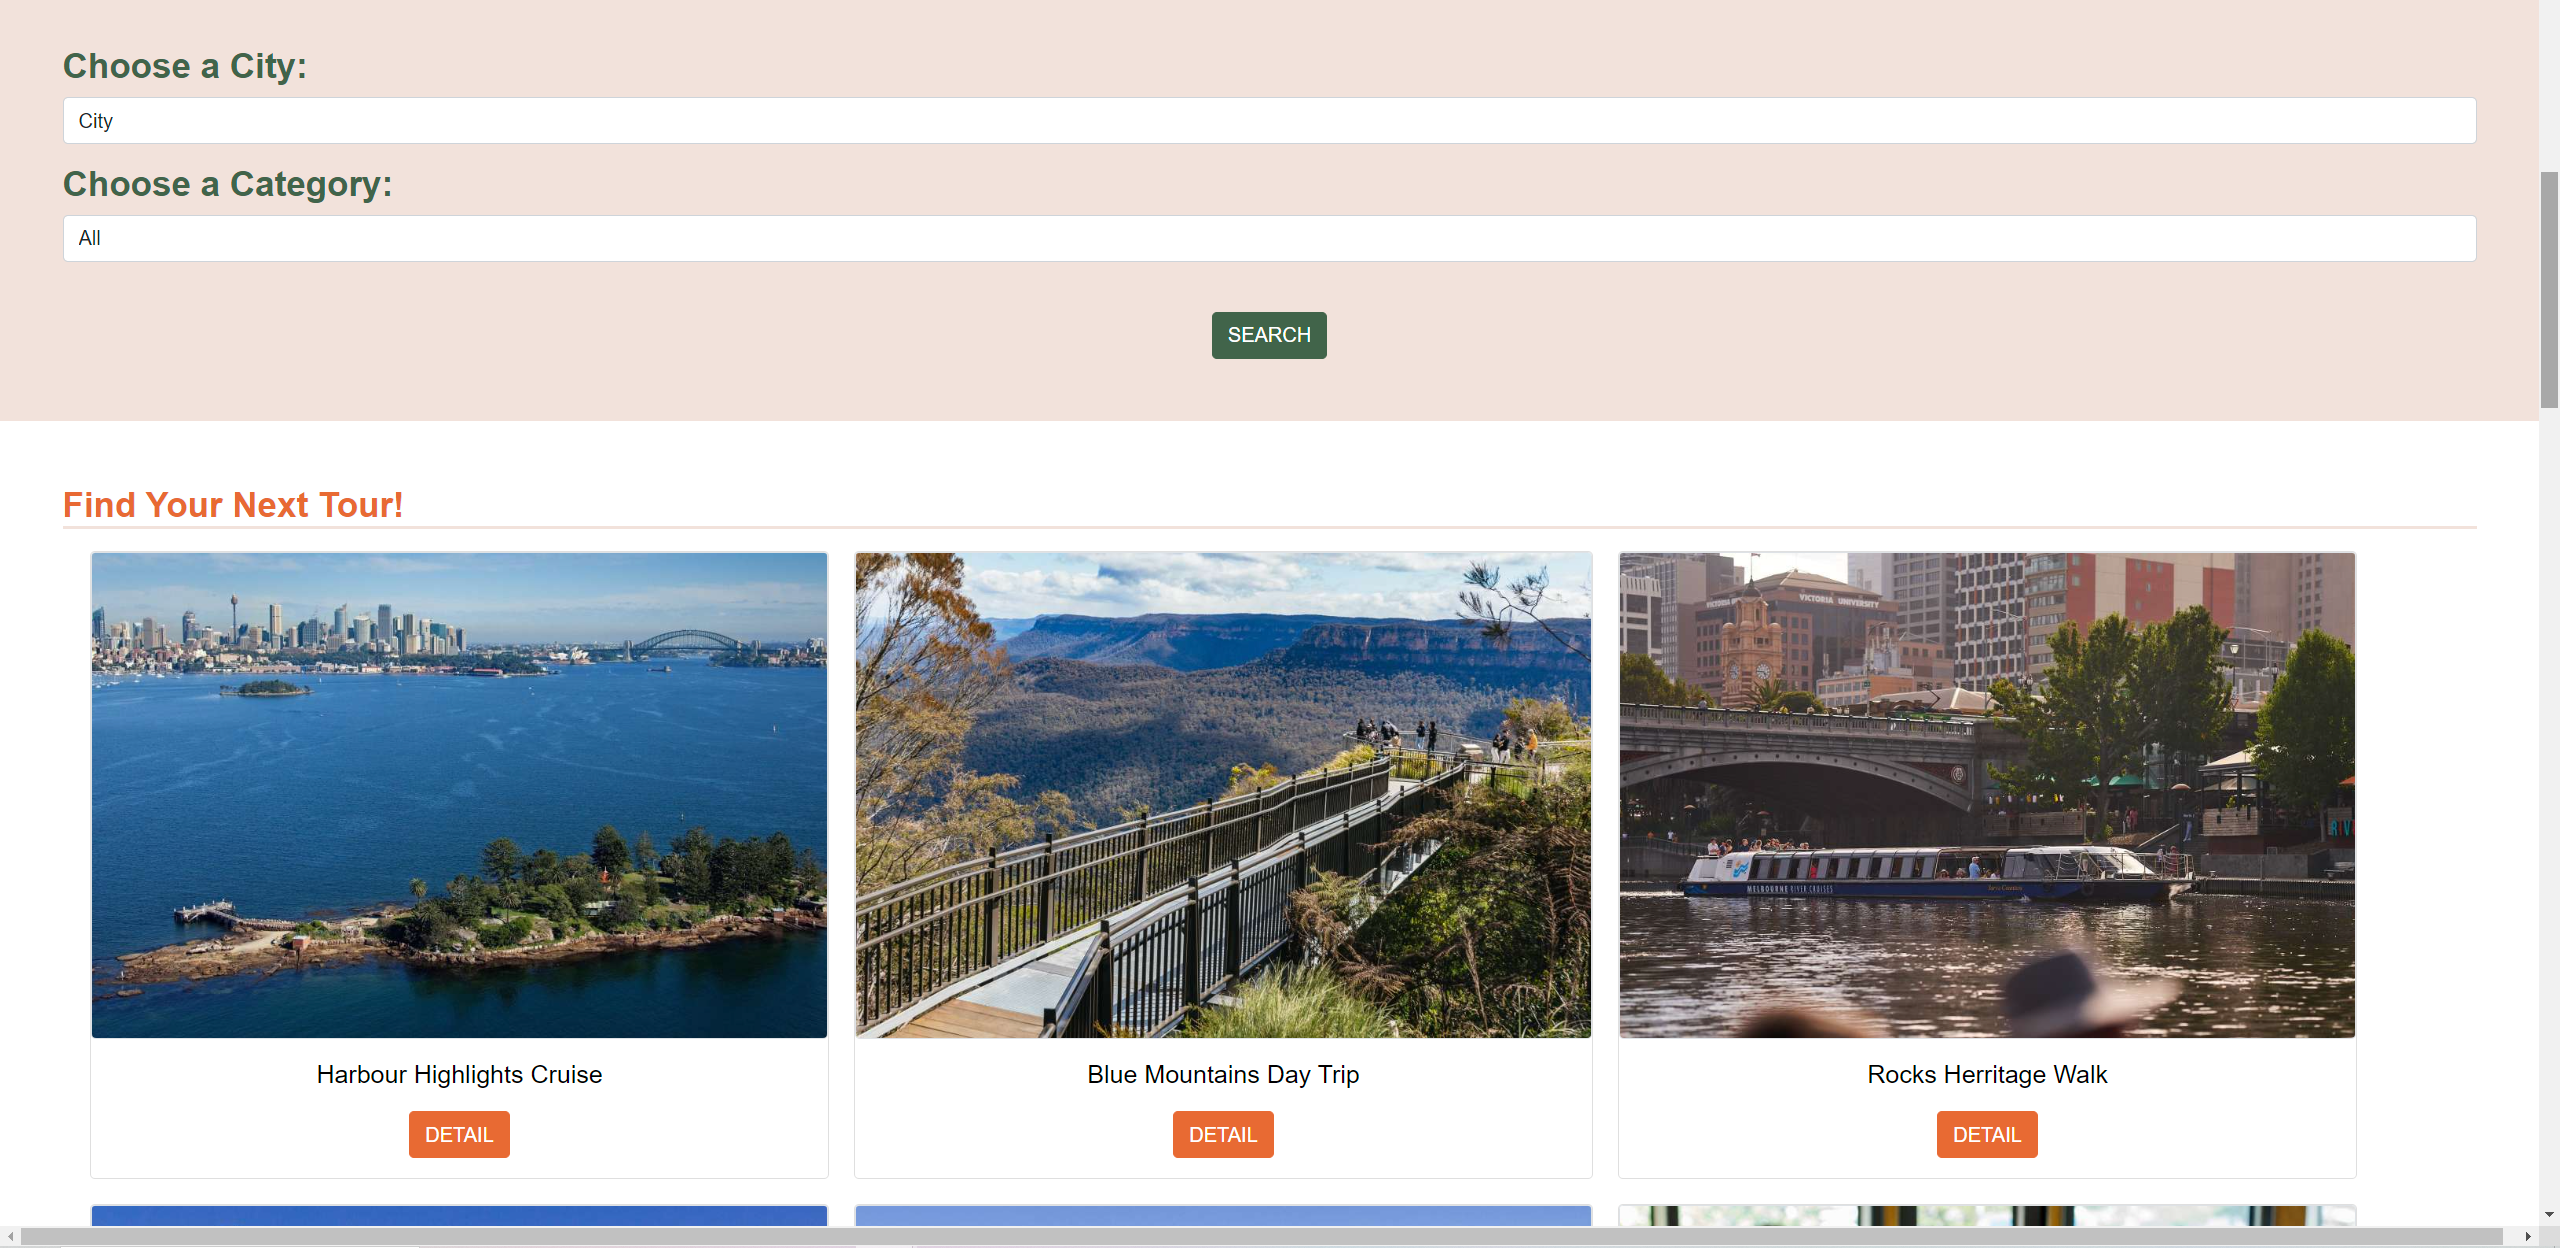 Choose a City:
City
Choose a Category:
All
SEARCH
Find Your Next Tour!
VICTORIA UNIVERSITY
MELBOURNE RIVER CRUISES
Harbour Highlights Cruise
Blue Mountains Day Trip
Rocks Herritage Walk
DETAIL
DETAIL
DETAIL